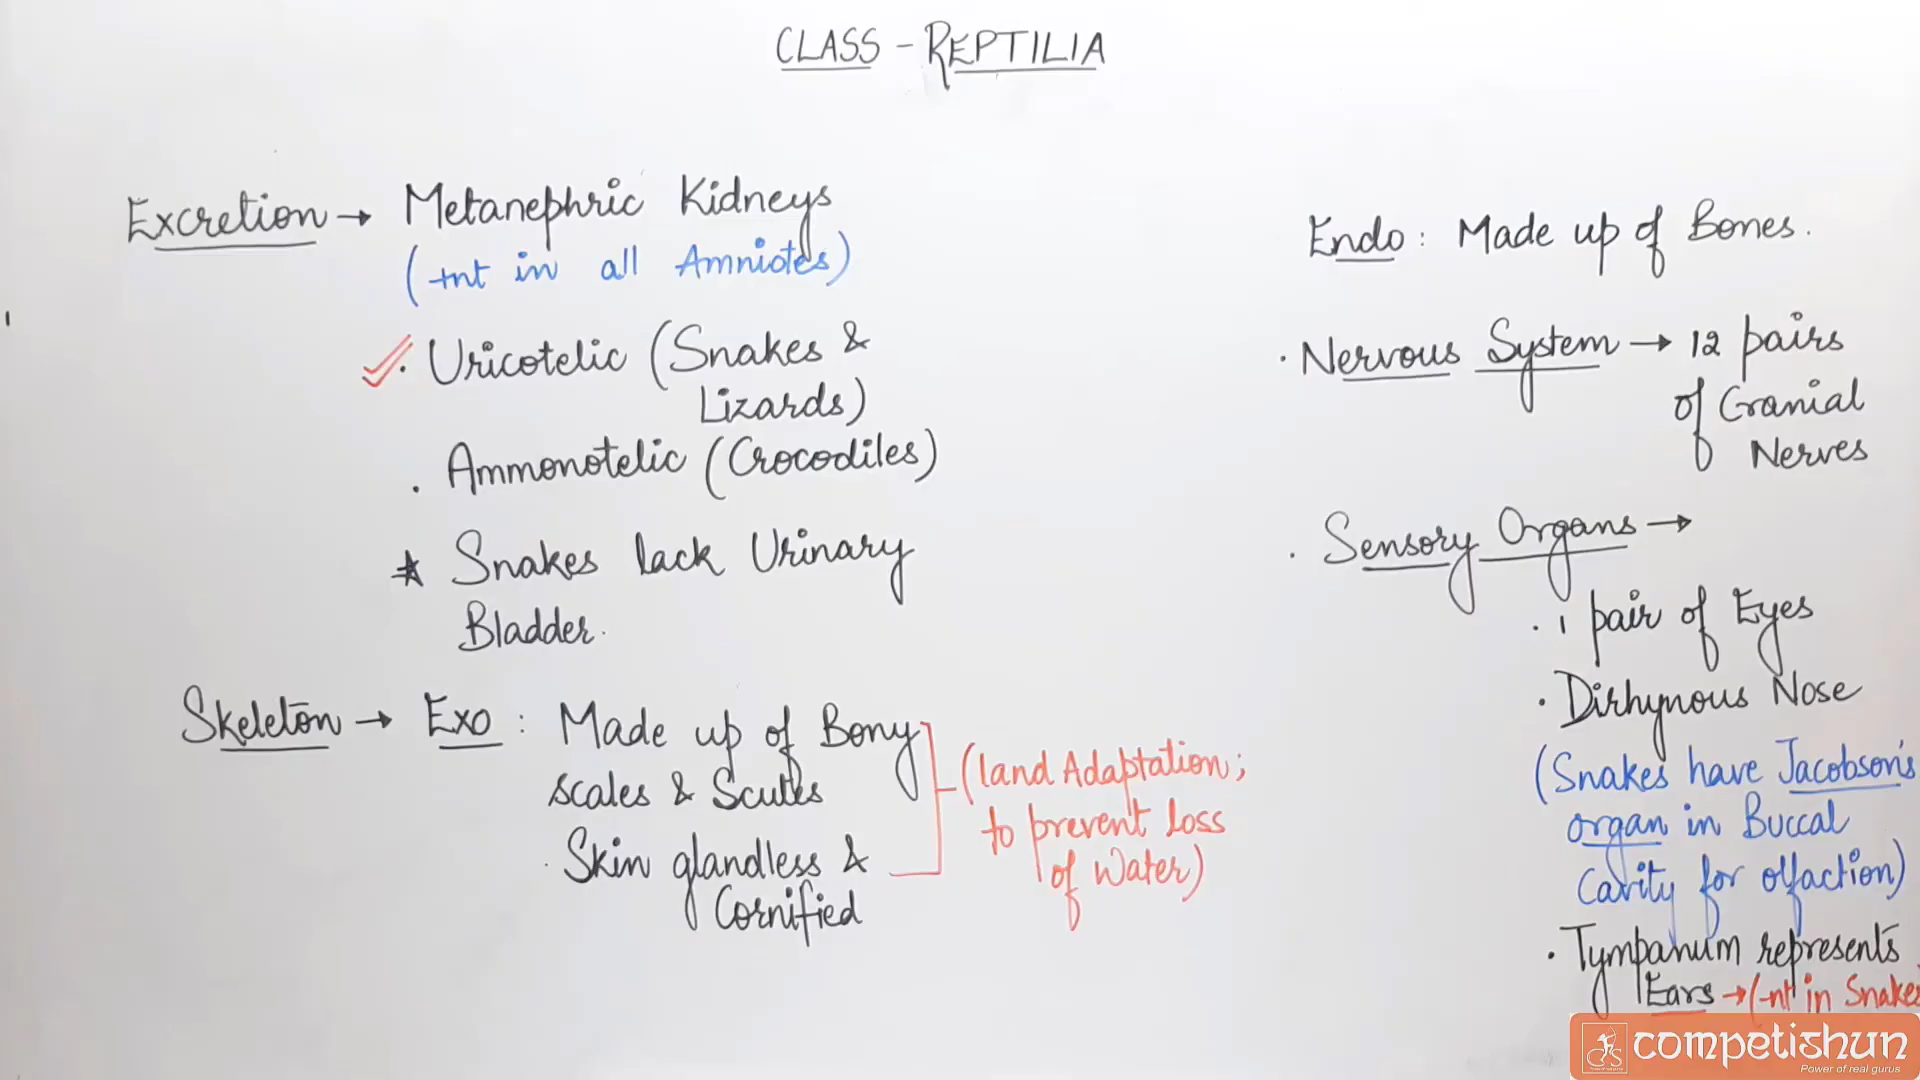 CLASS - REPTILIA
Excretion → Metanephric Kidneys
(+nt in all Amniotes)
. Uricotelic (Snakes &
Lizards)
. Ammonotelic (Crocodiles)
* Snakes lack Urinary
Bladder.
Skeleton → Exo : Made up of Bony
scales & Scutes
. Skin glandless &
Cornified
(land Adaptation;
to prevent loss
of Water)
Endo : Made up of Bones.
. Nervous System → 12 pairs
of Cranial
Nerves
. Sensory Organs →
. 1 pair of Eyes
. Dirhynous Nose
(Snakes have Jacobson's
organ in Buccal
Cavity for olfaction)
. Tympanum represents
Ears → (-nt in Snakes
competishun
Power of real gurus